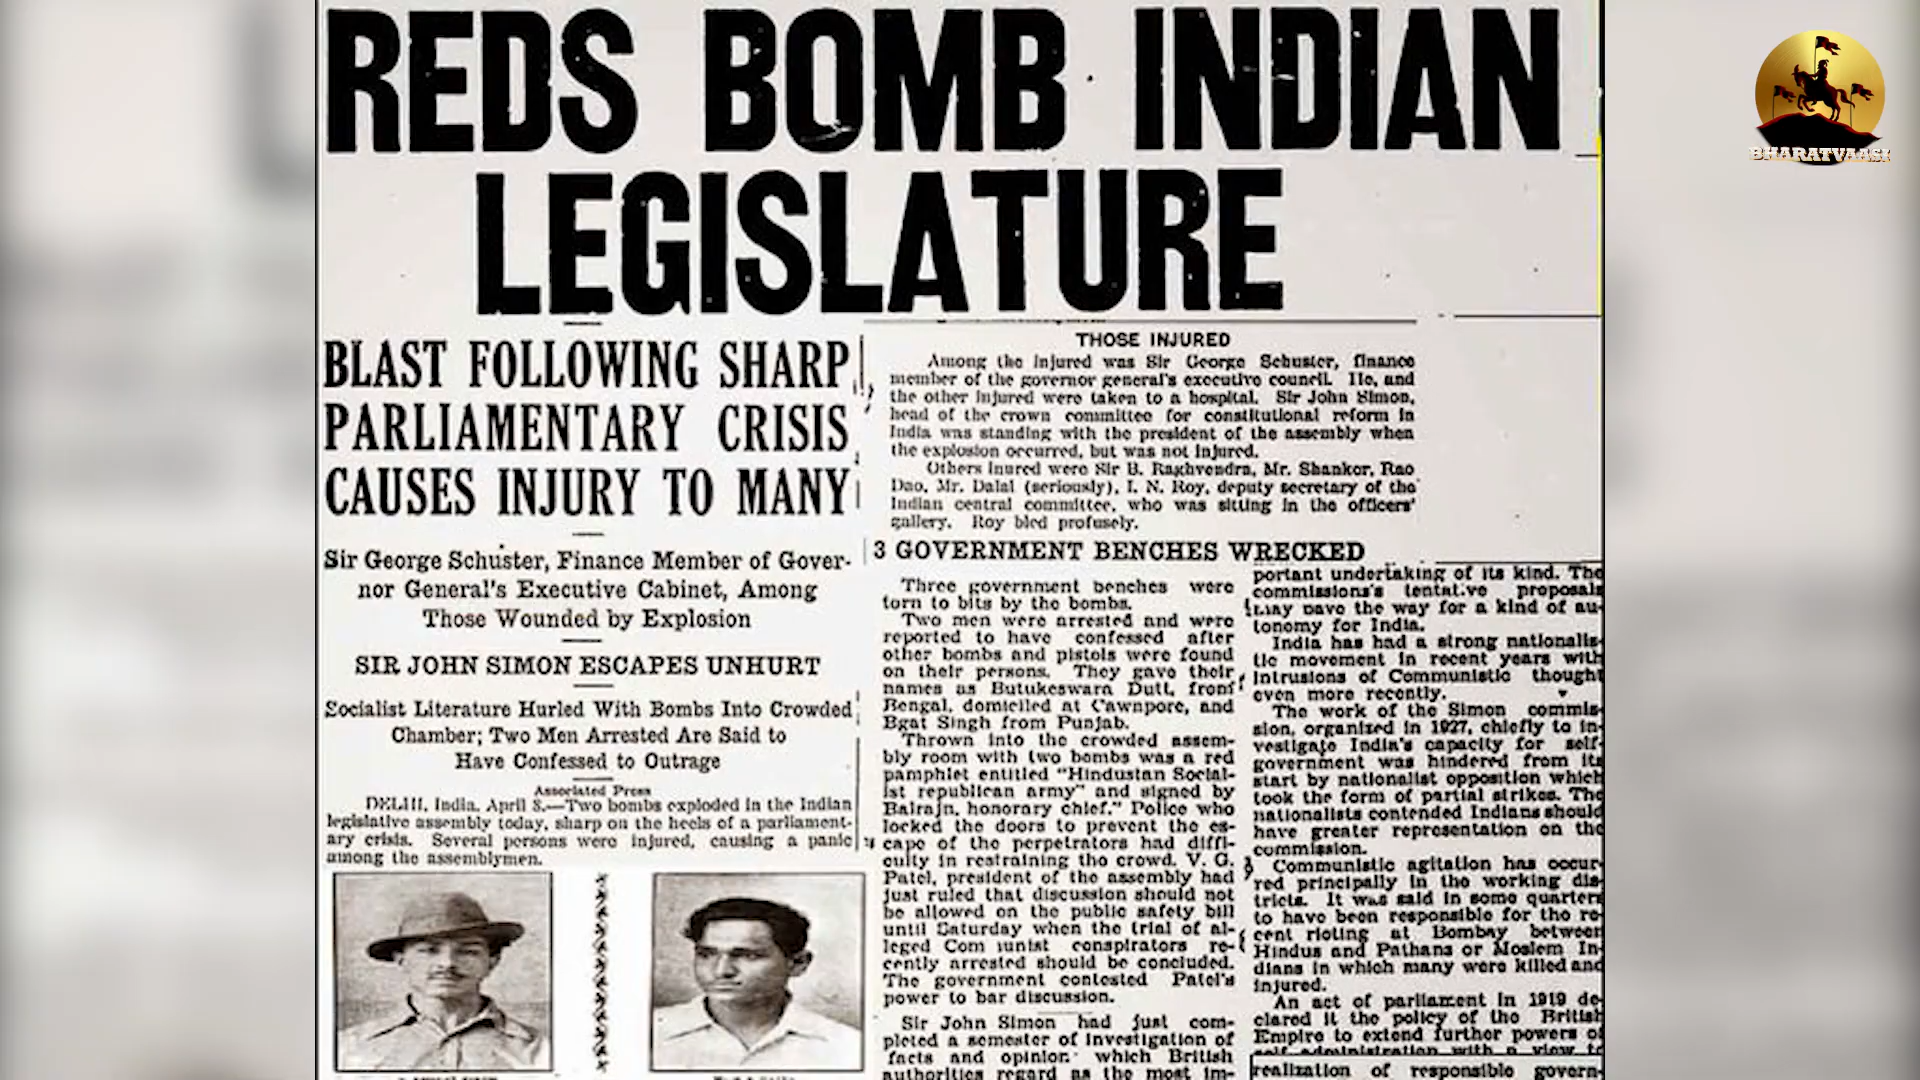 REDS BOMB INDIAN
LEGISLATURE
BHARATVAASI
BLAST FOLLOWING SHARP
PARLIAMENTARY CRISIS
CAUSES INJURY TO MANY
Sir George Schuster, Finance Member of Gover-
nor General's Executive Cabinet, Among
Those Wounded by Explosion
SIR JOHN SIMON ESCAPES UNHURT
Socialist Literature Hurled With Bombs Into Crowded
Chamber; Two Men Arrested Are Said to
Have Confessed to Outrage
Associated Press
DELHI, India, April 8.—Two bombs exploded in the Indian
legislative assembly today, sharp on the heels of a parliament-
ary crisis. Several persons were injured, causing a panic
among the assemblymen.
THOSE INJURED
Among the injured was Sir George Schuster, finance
member of the governor general's executive council. He, and
the other injured were taken to a hospital. Sir John Simon,
head of the crown committee for constitutional reform in
India was standing with the president of the assembly when
the explosion occurred, but was not injured.
Others inured were Sir B. Raghvendra, Mr. Shanker, Rao
Dao, Mr. Dalal (seriously), I. N. Roy, deputy secretary of the
Indian central committee, who was sitting in the officers'
gallery. Roy bled profusely.
3 GOVERNMENT BENCHES WRECKED
Three government benches were
torn to bits by the bombs.
Two men were arrested and were
reported to have confessed after
other bombs and pistols were found
on their persons. They gave their
names as Butukeswara Dutt, from
Bengal, domiciled at Cawnpore, and
Bgat Singh from Punjab.
Thrown into the crowded assem-
bly room with two bombs was a red
pamphlet entitled "Hindustan Social-
ist republican army" and signed by
Balrajn, honorary chief." Police who
locked the doors to prevent the es-
cape of the perpetrators had diffi-
culty in restraining the crowd. V. G.
Patel, president of the assembly had
just ruled that discussion should not
be allowed on the public safety bill
until Saturday when the trial of al-
leged Com unist conspirators re-
cently arrested should be concluded.
The government contested Patel's
power to bar discussion.
Sir John Simon had just com-
pleted a semester of investigation of
facts and opinion which British
authorities regard as the most im-
portant undertaking of its kind. The
commissions's tentative proposals
may pave the way for a kind of au-
tonomy for India.
India has had a strong nationalis-
tic movement in recent years with
intrusions of Communistic thought
even more recently.
The work of the Simon commis-
sion, organized in 1927, chiefly to in-
vestigate India's capacity for self-
government was hindered from its
start by nationalist opposition which
took the form of partial strikes. The
nationalists contended Indians should
have greater representation on the
commission.
Communistic agitation has occur-
red principally in the working dis-
tricts. It was said in some quarters
to have been responsible for the re-
cent rioting at Bombay between
Hindus and Pathans or Moslem In-
dians in which many were killed and
injured.
An act of parliament in 1919 de-
clared it the policy of the British
Empire to extend further powers of
self administration with a view to
realization of responsible govern-